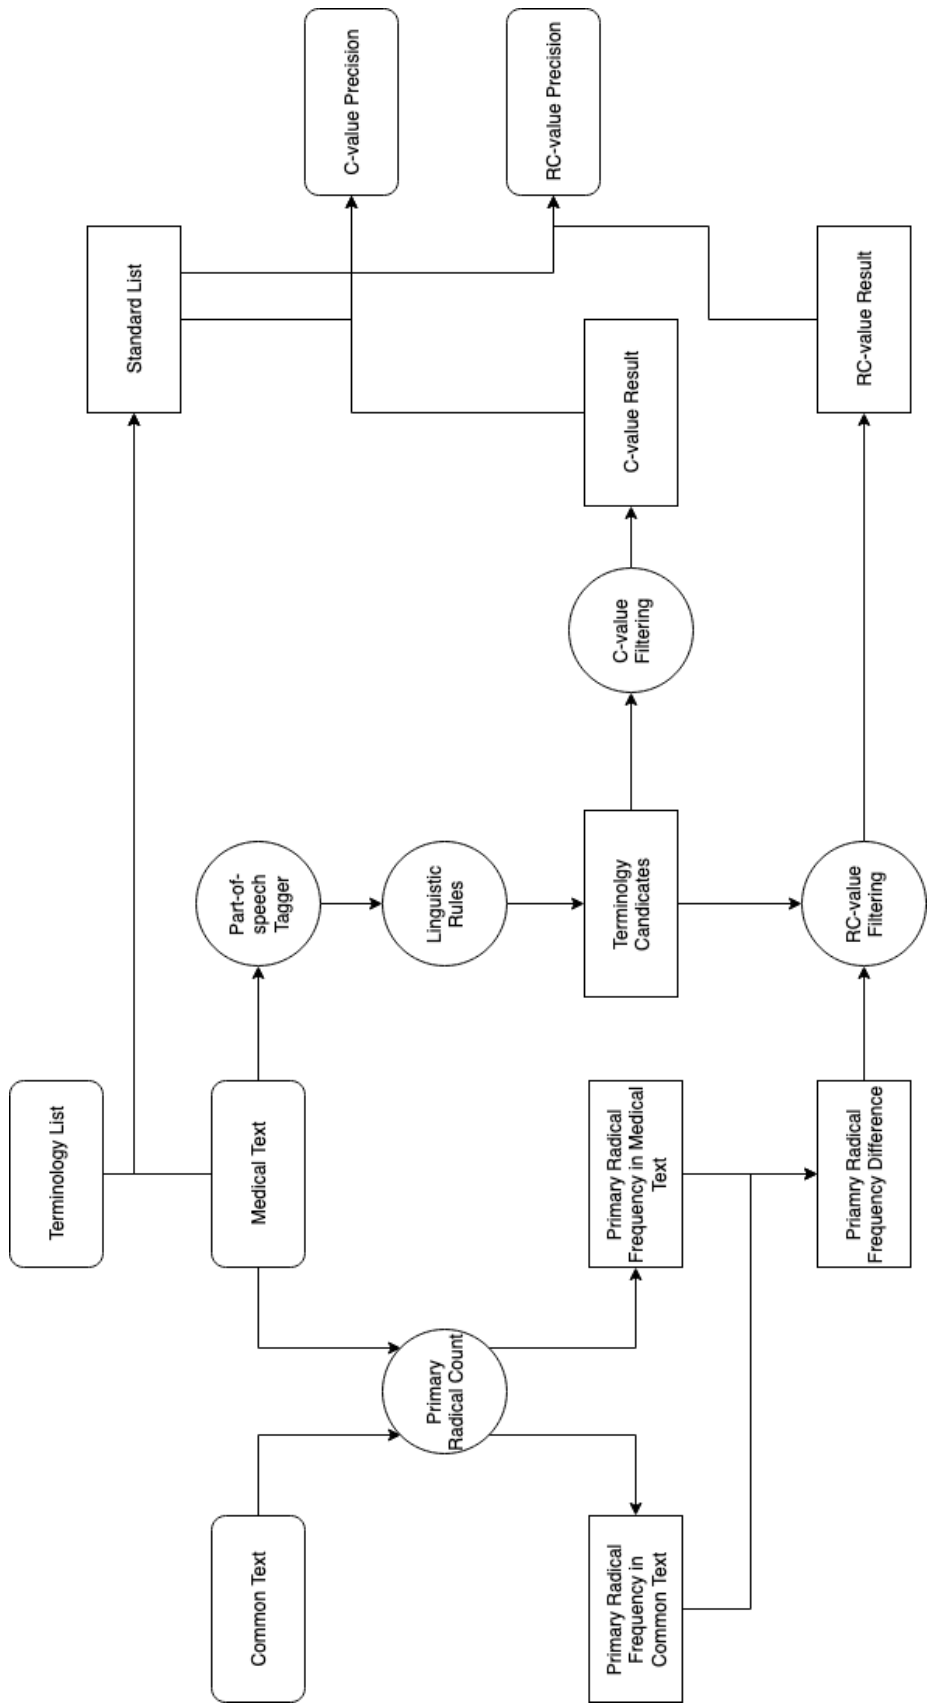 Terminology List
Common Text
Medical Text
Part-of-
speech
Tagger
Standard List
C-value Precision
Primary
Radical Count
Linguistic
Rules
RC-value Precision
Primary Radical
Frequency in
Common Text
Primary Radical
Frequency in Medical
Text
Terminolgy
Candicates
C-value
Filtering
C-value Result
Priamry Radical
Frequency Difference
RC-value
Filtering
RC-value Result